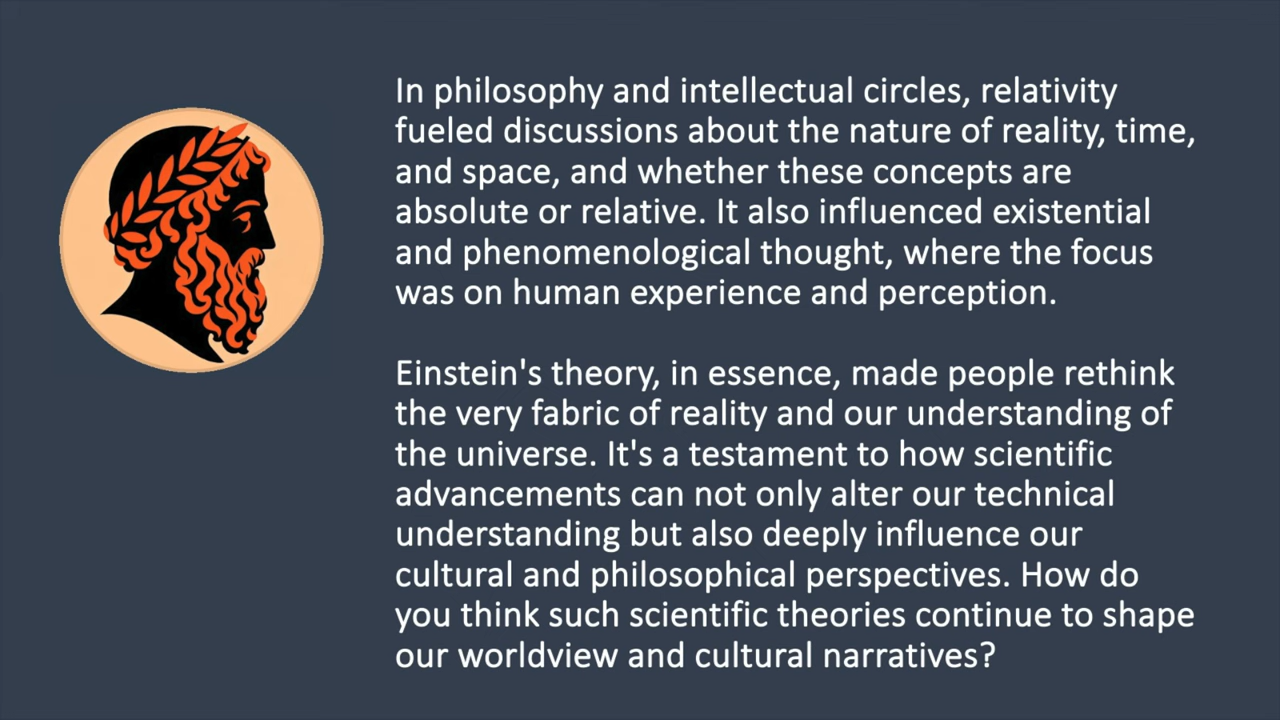 In philosophy and intellectual circles, relativity
fueled discussions about the nature of reality, time,
and space, and whether these concepts are
absolute or relative. It also influenced existential
and phenomenological thought, where the focus
was on human experience and perception.
Einstein's theory, in essence, made people rethink
the very fabric of reality and our understanding of
the universe. It's a testament to how scientific
advancements can not only alter our technical
understanding but also deeply influence our
cultural and philosophical perspectives. How do
you think such scientific theories continue to shape
our worldview and cultural narratives?